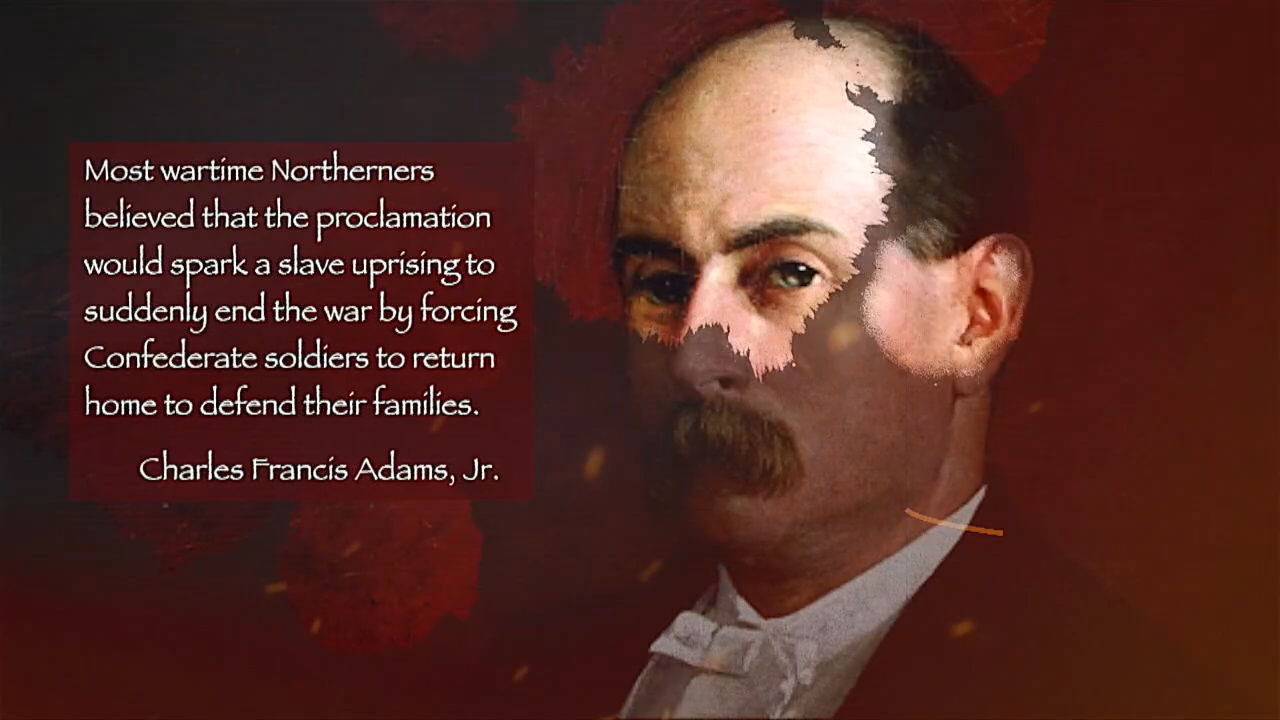 Most wartime Northerners
believed that the proclamation
would spark a slave uprising to
suddenly end the war by forcing
Confederate soldiers to return
home to defend their families.
Charles Francis Adams, Jr.